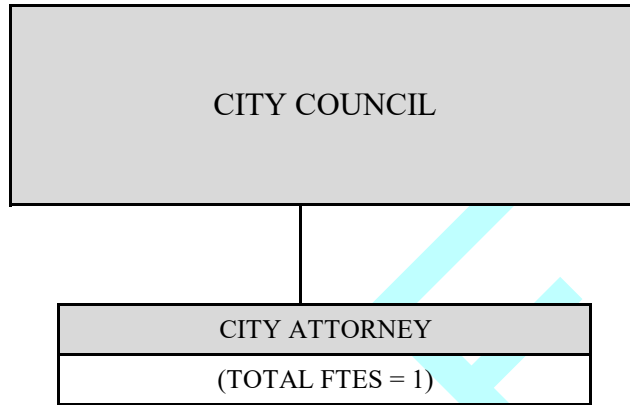 CITY COUNCIL
CITY ATTORNEY
(TOTAL FTES = 1)